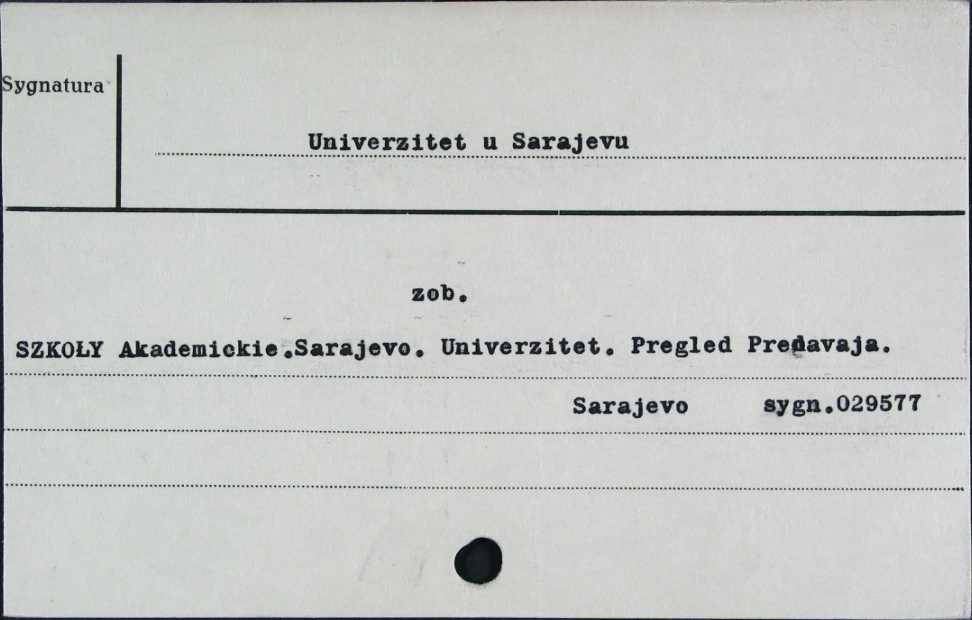 Sygnatura
Univerzitet u Sarajevu
zob.
SZKOŁY Akademickie.Sarajevo. Univerzitet. Pregled Predavaja.
Sarajevo sygn.029577